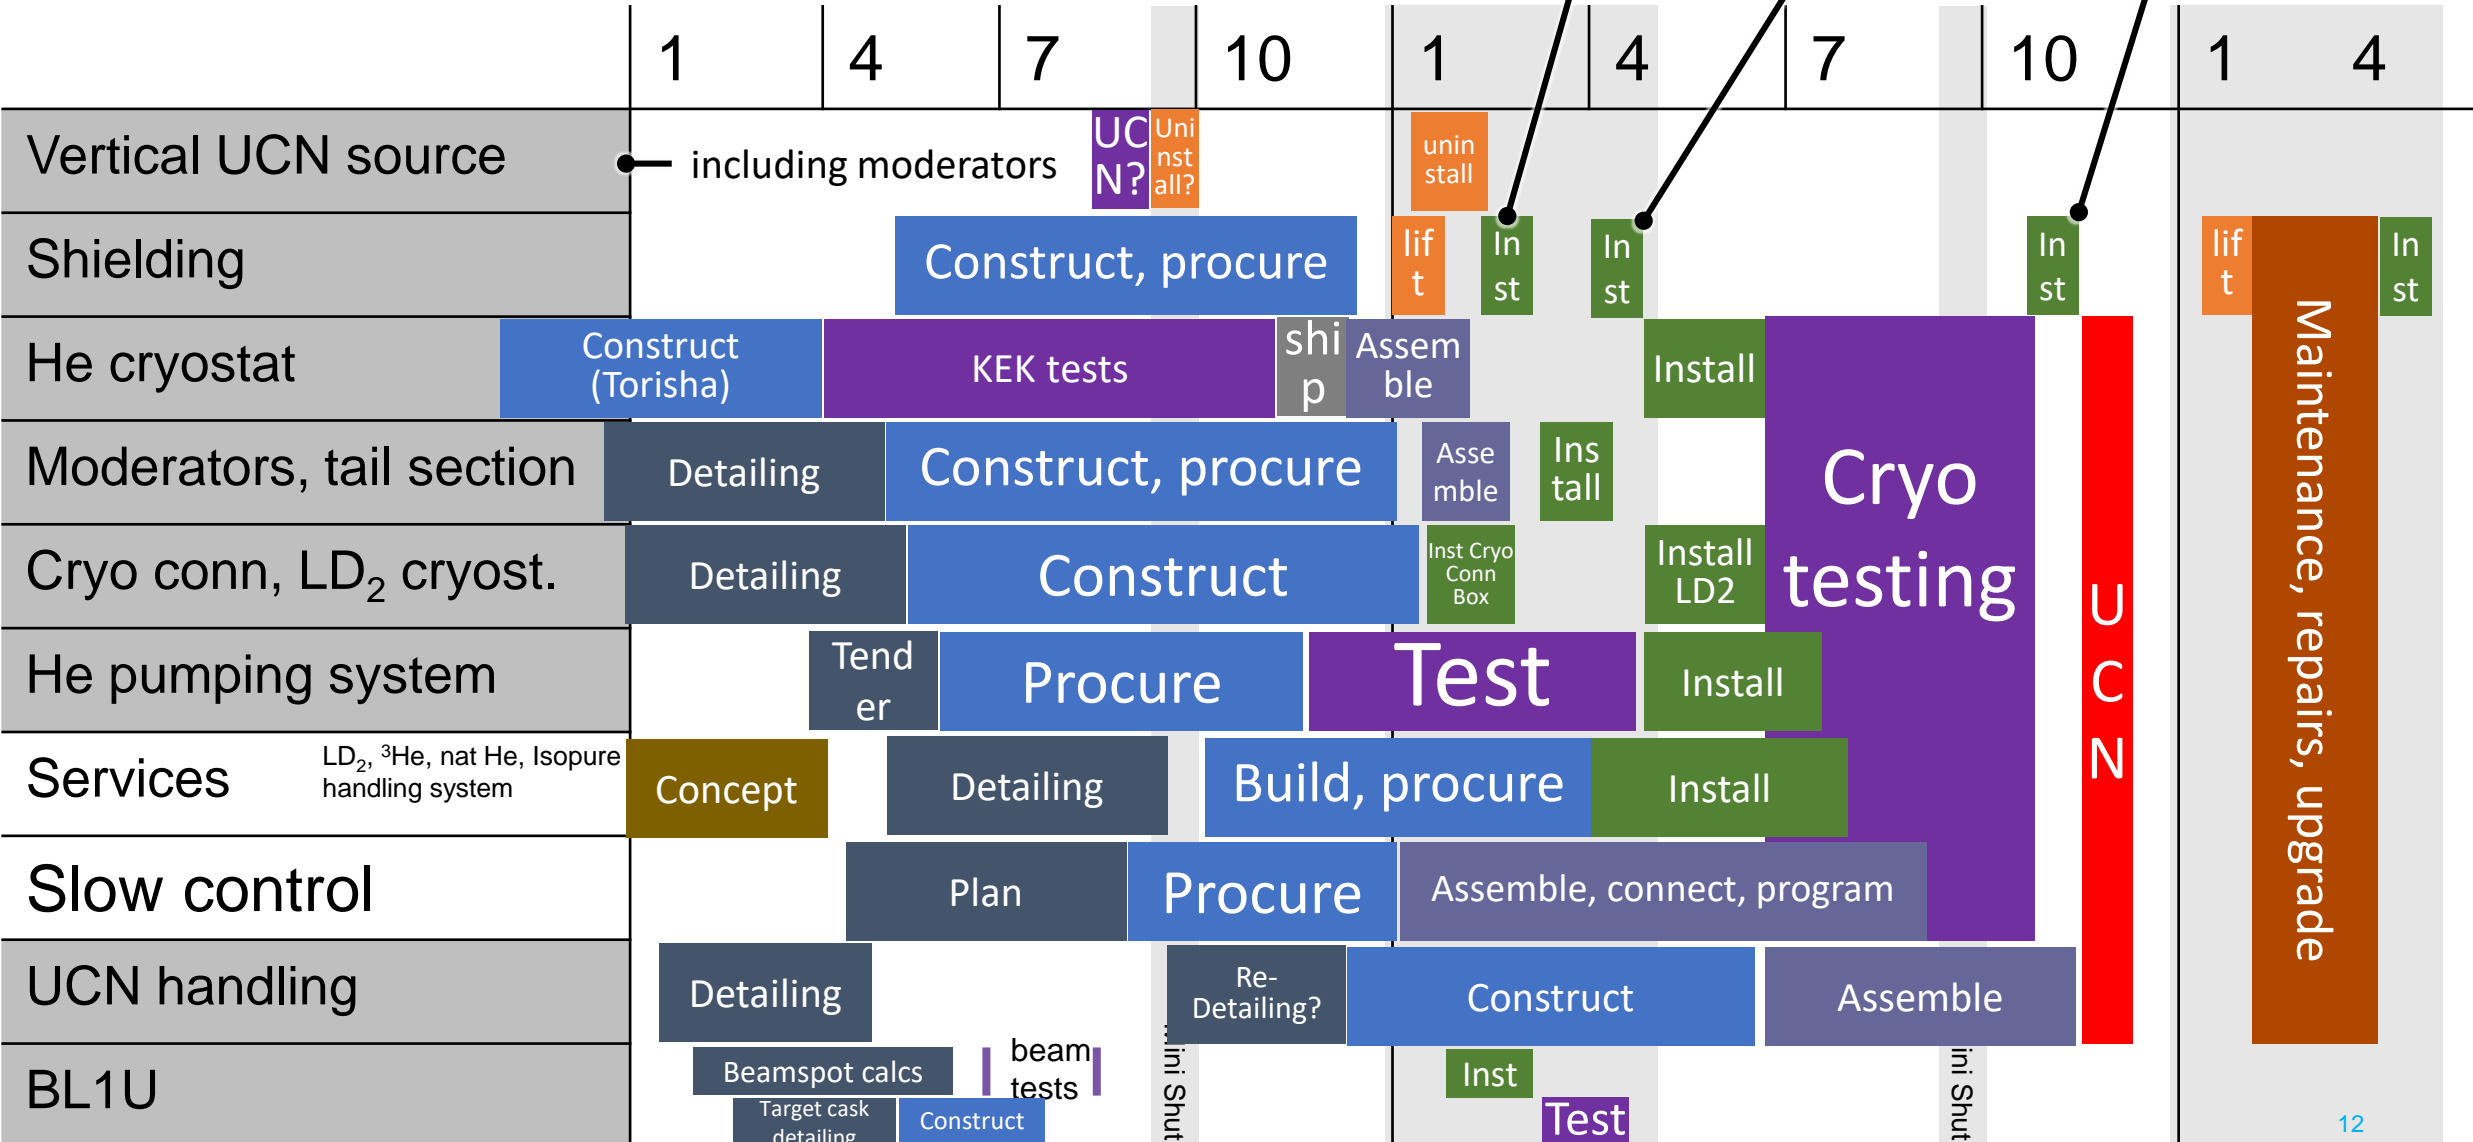 1 4 7 10 1 4 7 10 1 4
Vertical UCN source
including moderators
UC
N?
Uni
nst
all?
unin
stall
Shielding
Construct, procure
lif
t
In
st
In
st
In
st
lif
t
In
st
He cryostat
Construct
(Torisha)
KEK tests
shi
p
Assem
ble
Install
Moderators, tail section
Detailing
Construct, procure
Asse
mble
Ins
tall
Cryo
testing
Cryo conn, LD2 cryost.
Detailing
Construct
Inst Cryo
Conn
Box
Install
LD2
He pumping system
Tend
er
Procure
Test
Install
U
C
N
Maintenance, repairs, upgrade
Services
LD2, 3He, nat He, Isopure
handling system
Concept
Detailing
Build, procure
Install
Slow control
Plan
Procure
Assemble, connect, program
UCN handling
Detailing
Re-
Detailing?
Construct
Assemble
BL1U
Beamspot calcs
beam
tests
Target cask
detailing
Construct
Mini Shut
Inst
Test
ini Shut
12